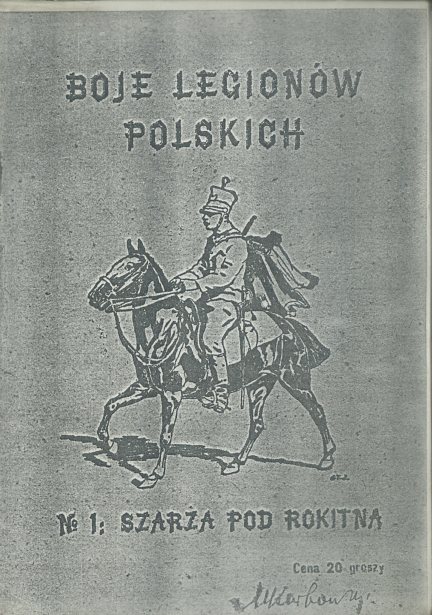 BOJE LEGIONÓW
POLSKICH
№ 1: SZARŻA POD ROKITNĄ
Cena 20 groszy